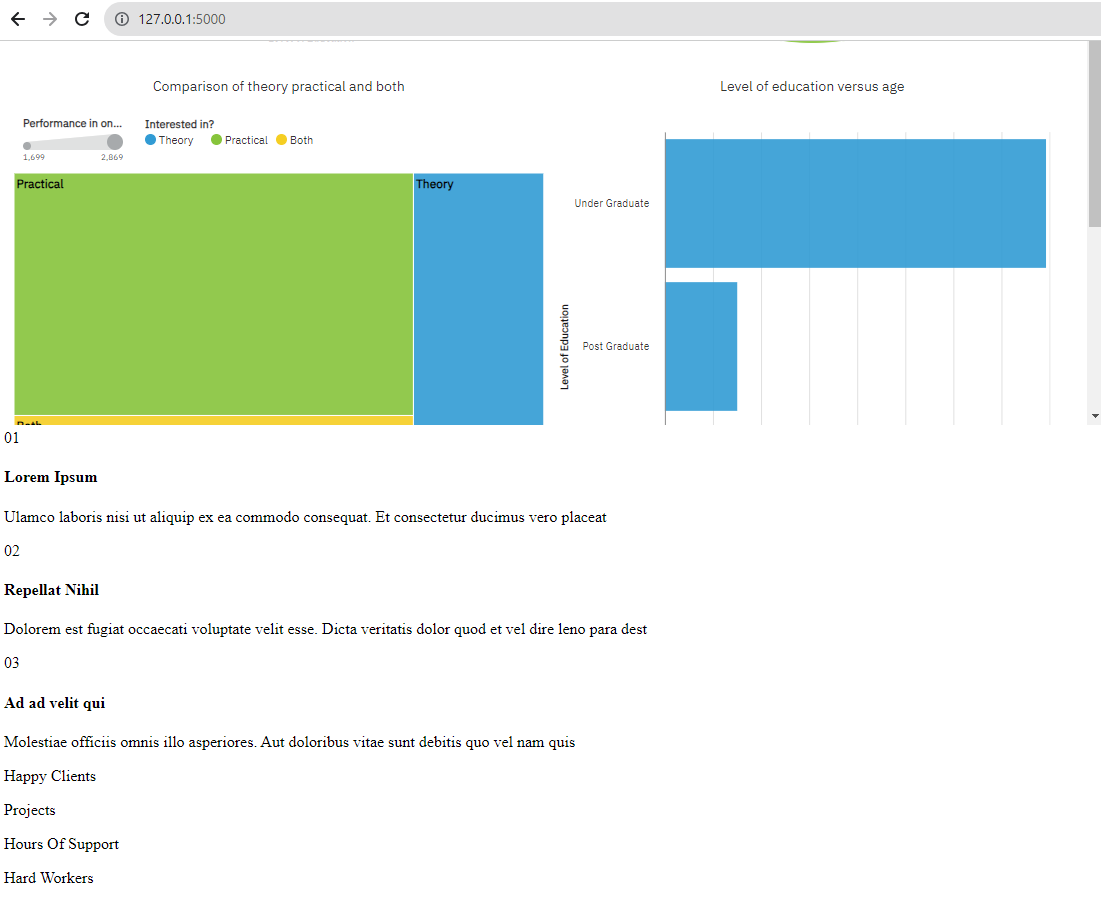 127.0.0.1:5000
Comparison of theory practical and both
Level of education versus age
Performance in on...
Interested in?
Theory Practical Both
1,699 2,869
Practical
Theory
Under Graduate
Level of Education
Post Graduate
Both
01
Lorem Ipsum
Ulamco laboris nisi ut aliquip ex ea commodo consequat. Et consectetur ducimus vero placeat
02
Repellat Nihil
Dolorem est fugiat occaecati voluptate velit esse. Dicta veritatis dolor quod et vel dire leno para dest
03
Ad ad velit qui
Molestiae officiis omnis illo asperiores. Aut doloribus vitae sunt debitis quo vel nam quis
Happy Clients
Projects
Hours Of Support
Hard Workers